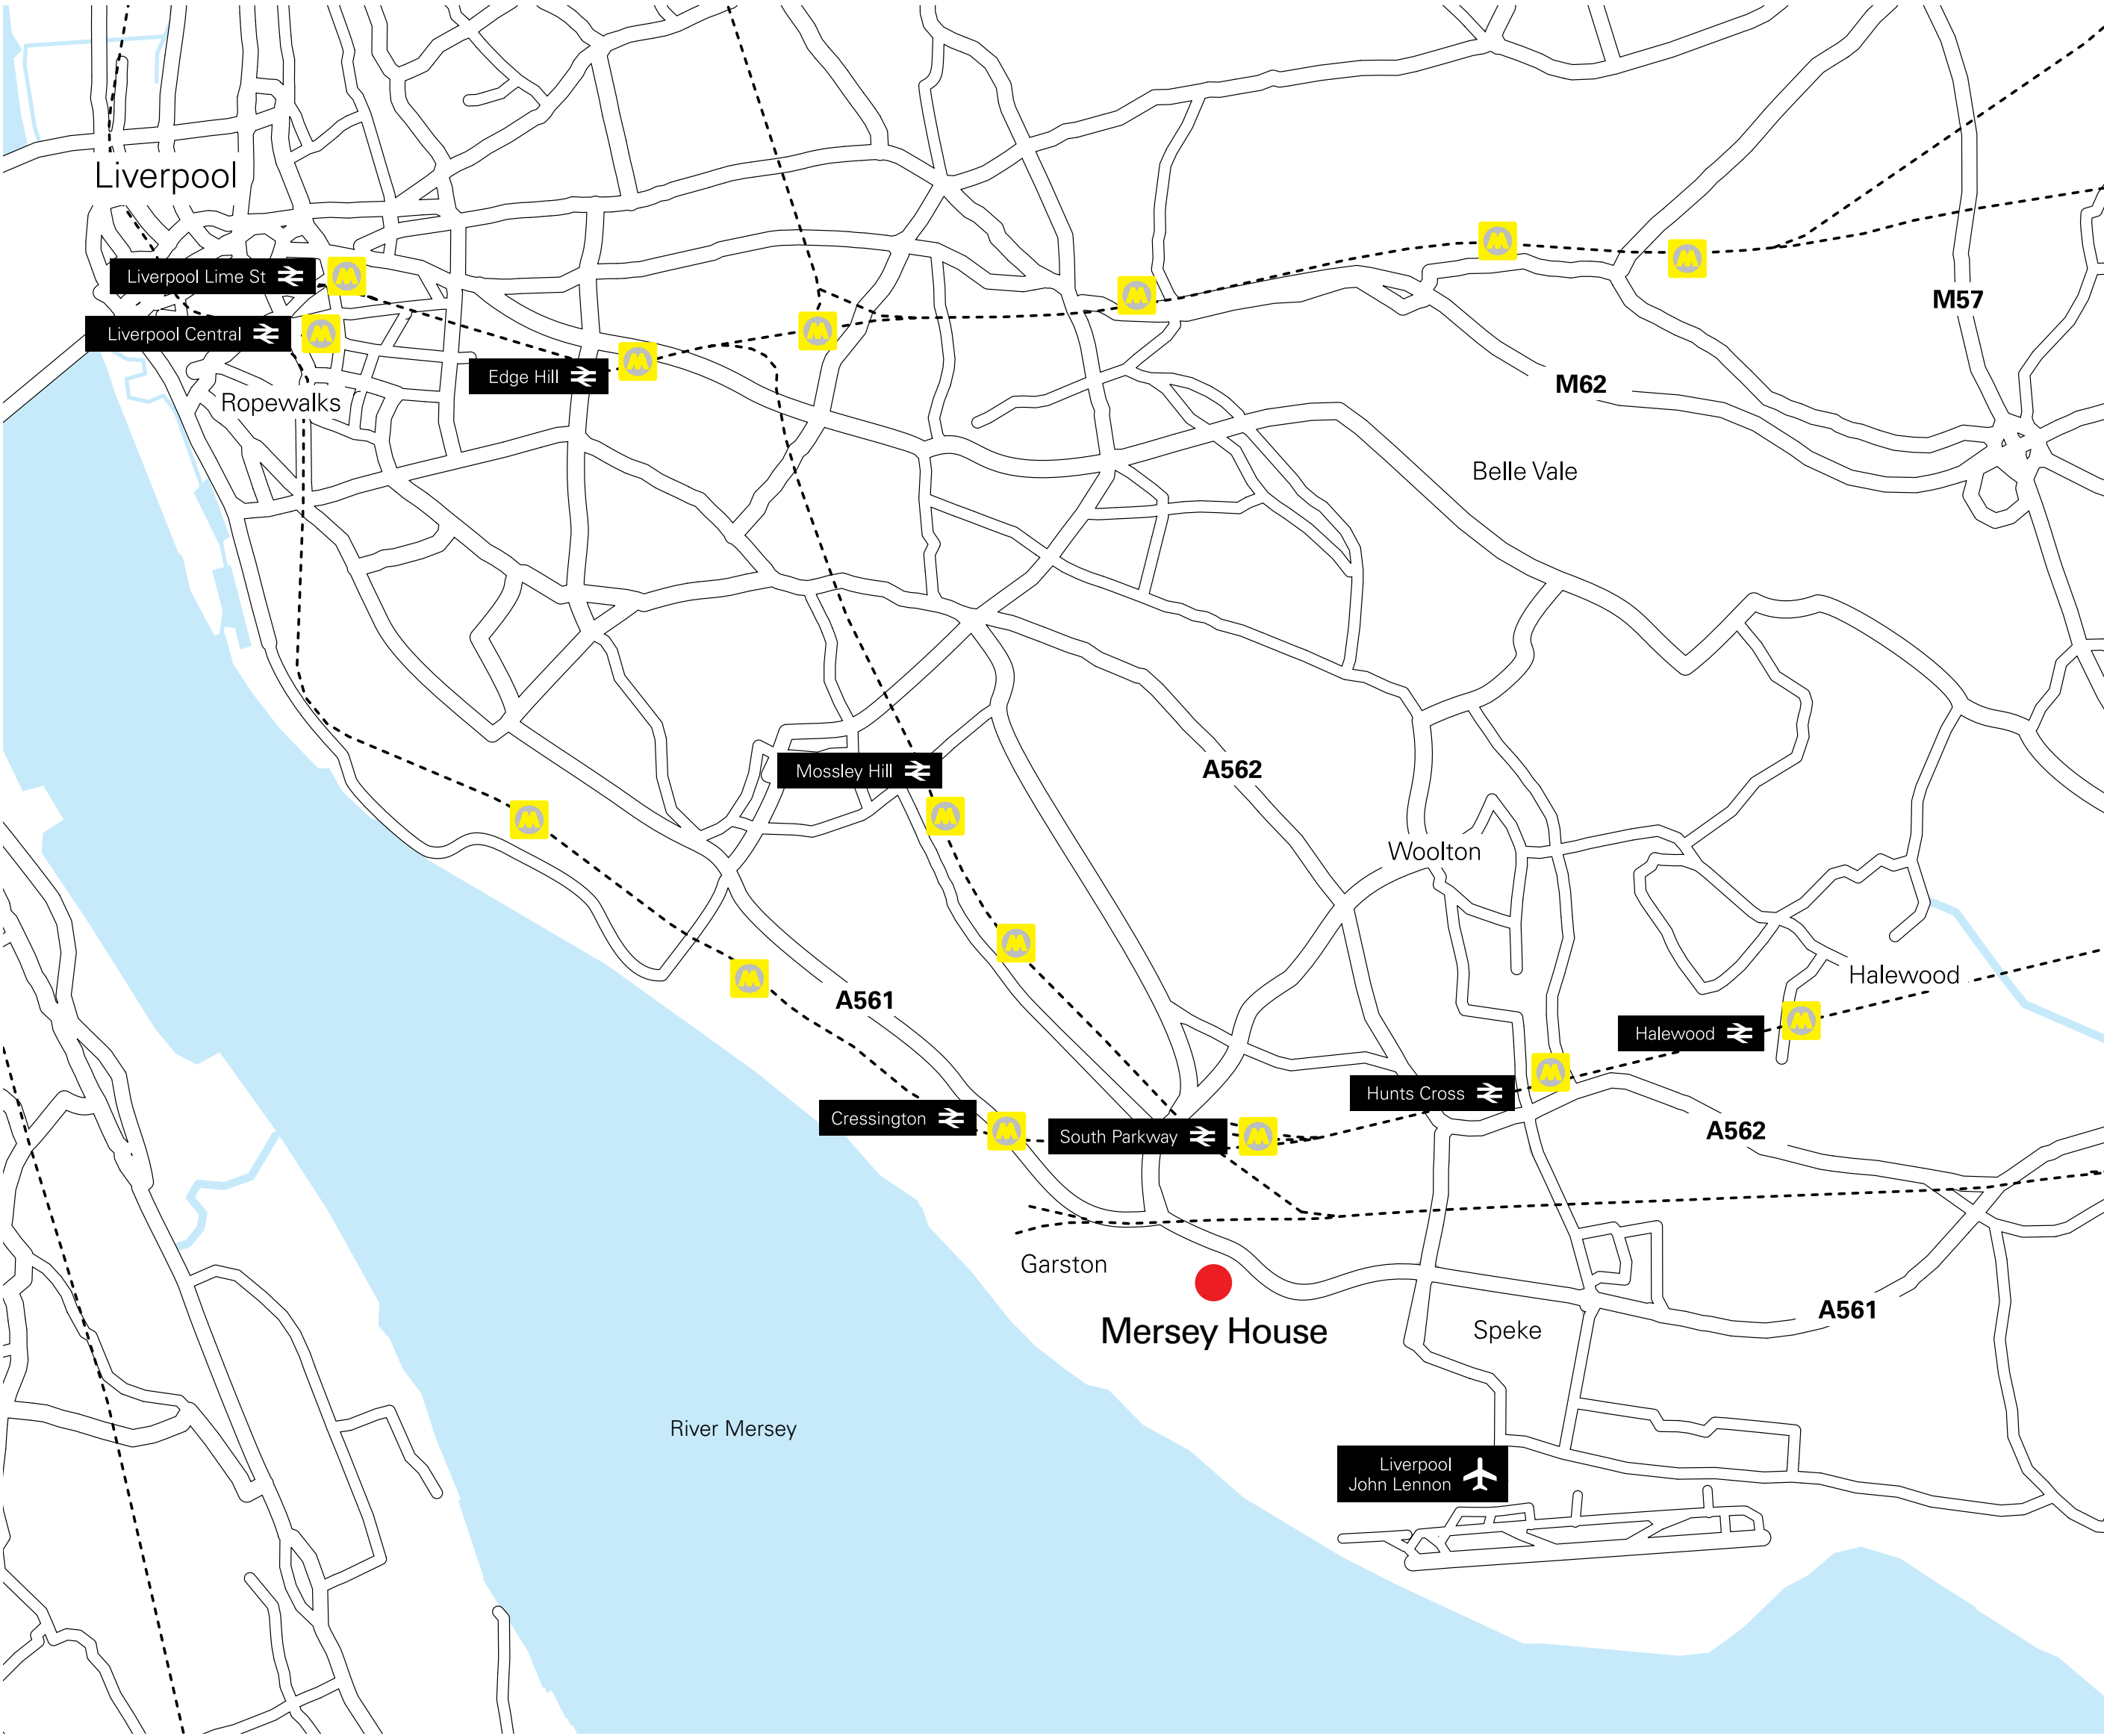 Liverpool
Liverpool Lime St
M57
Liverpool Central
Edge Hill
M62
Ropewalks
Belle Vale
Mossley Hill
A562
Woolton
Halewood
A561
Halewood
Hunts Cross
Cressington
South Parkway
A562
Garston
Mersey House
A561
Speke
River Mersey
Liverpool
John Lennon